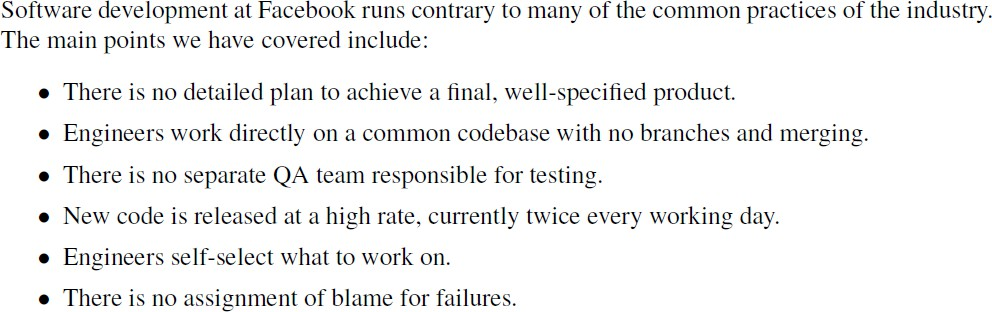 Software development at Facebook runs contrary to many of the common practices of the industry.
The main points we have covered include:
• There is no detailed plan to achieve a final, well-specified product.
• Engineers work directly on a common codebase with no branches and merging.
• There is no separate QA team responsible for testing.
• New code is released at a high rate, currently twice every working day.
• Engineers self-select what to work on.
• There is no assignment of blame for failures.